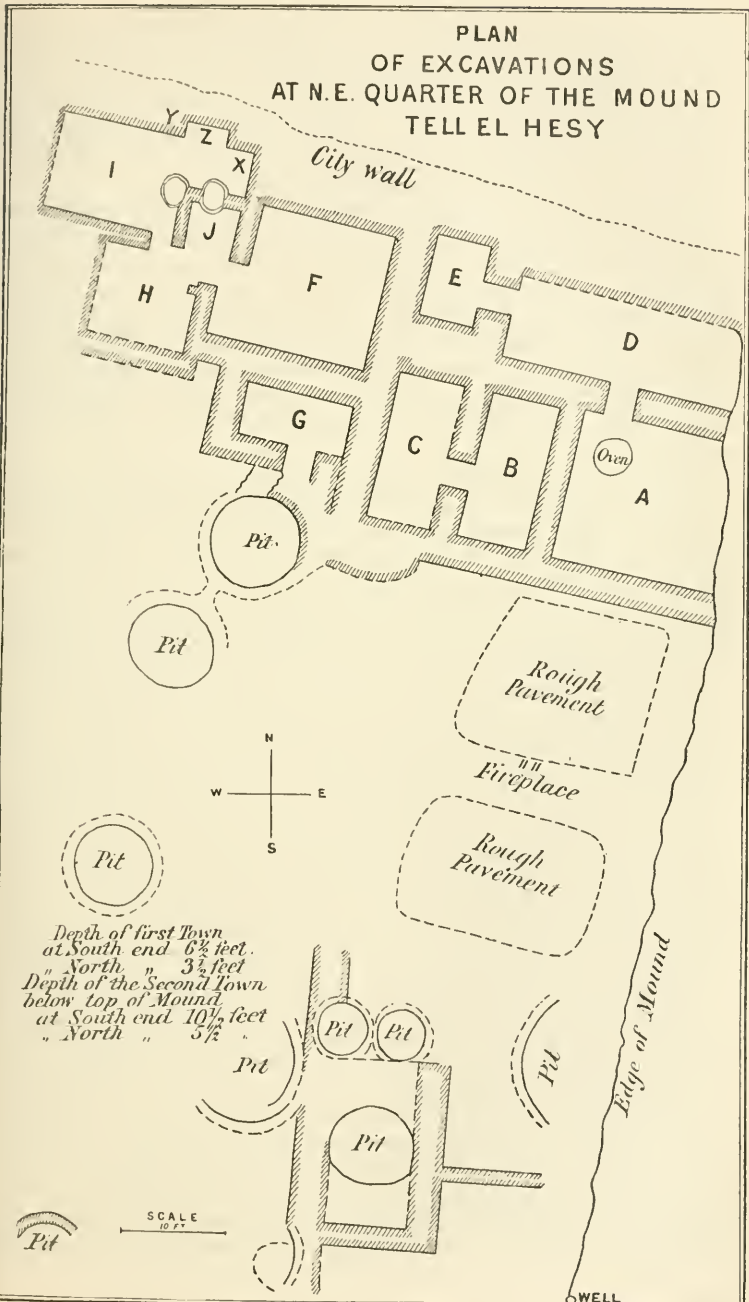 PLAN
OF EXCAVATIONS
AT N.E. QUARTER OF THE MOUND
TELL EL HESY
City wall
Y
Z
X
I
J
H
F
E
D
G
C
B
Oven
A
Pit
Pit
Rough
Pavement
Fireplace
N
W E
S
Rough
Pavement
Pit
Depth of first Town
at South end 6½ feet.
„ North „ 3½ feet
Depth of the Second Town
below top of Mound
at South end 10½ feet
„ North „ 5½ „
Pit
Pit
Pit
Pit
Pit
Edge of Mound
Pit
SCALE
10 FT
WELL